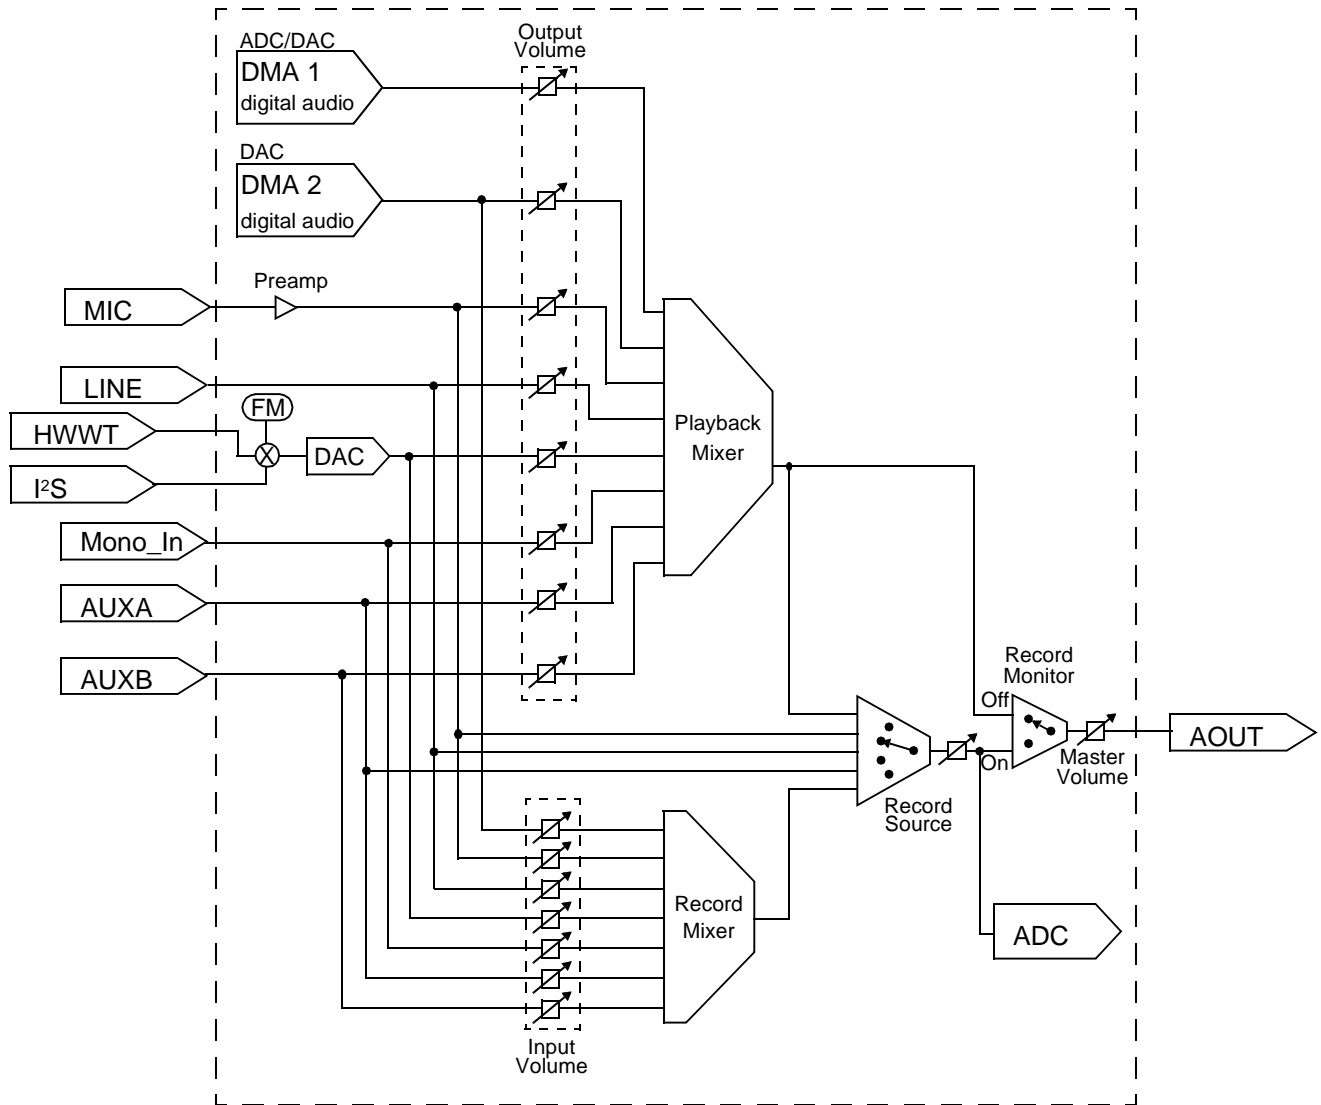 ADC/DAC
DMA 1
digital audio
Output
Volume
DAC
DMA 2
digital audio
Preamp
MIC
LINE
FM
HWWT
DAC
I²S
Mono_In
AUXA
AUXB
Playback
Mixer
Record
Monitor
Off
On
AOUT
Master
Volume
Record
Source
Record
Mixer
ADC
Input
Volume